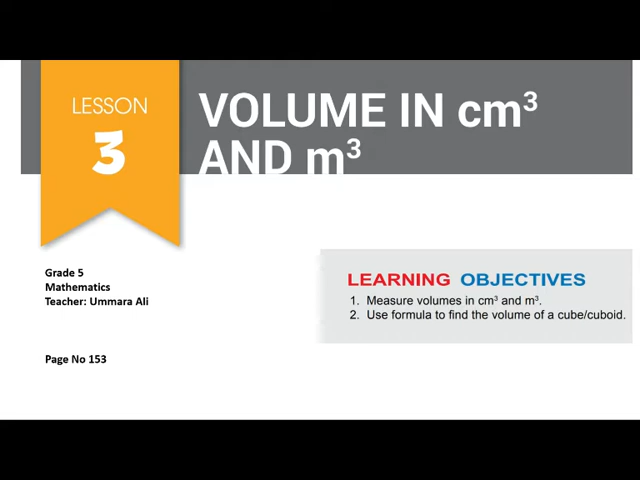 LESSON
3
VOLUME IN cm³
AND m³
Grade 5
Mathematics
Teacher: Ummara Ali
Page No 153
LEARNING OBJECTIVES
1. Measure volumes in cm³ and m³.
2. Use formula to find the volume of a cube/cuboid.